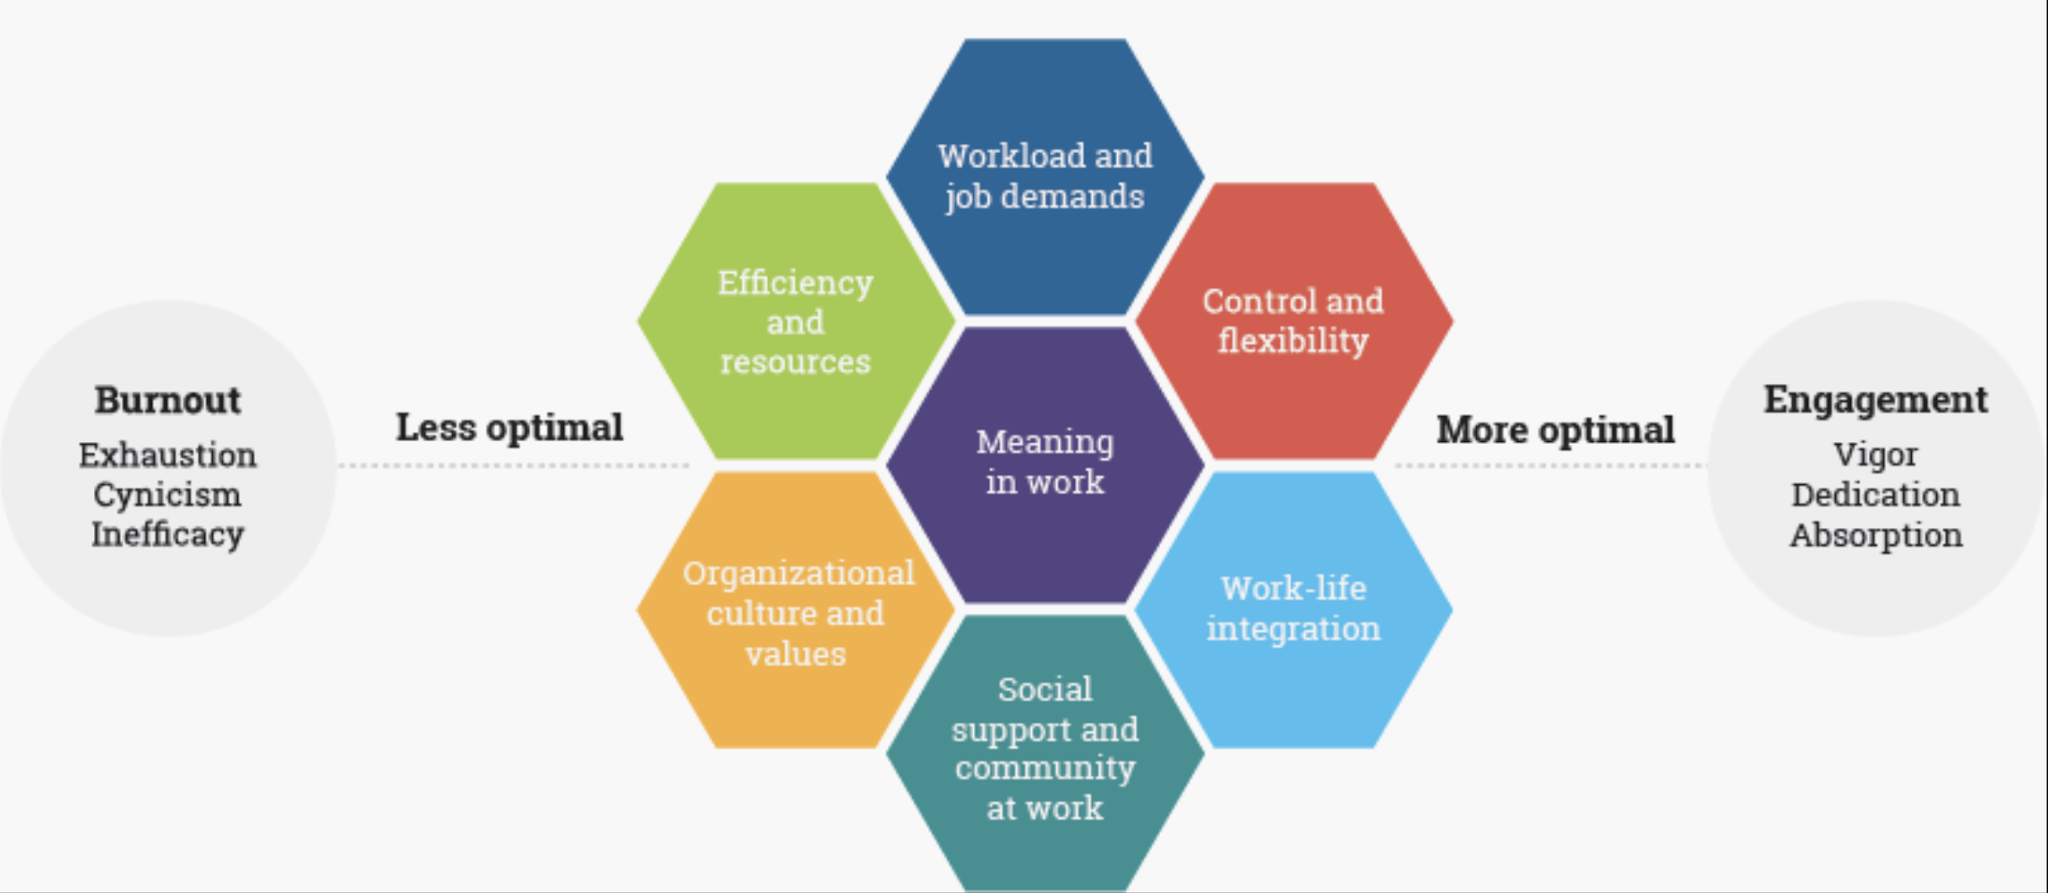 Workload and
job demands
Efficiency
and
resources
Control and
flexibility
Burnout
Exhaustion
Cynicism
Inefficacy
Less optimal
Meaning
in work
More optimal
Engagement
Vigor
Dedication
Absorption
Organizational
culture and
values
Work-life
integration
Social
support and
community
at work